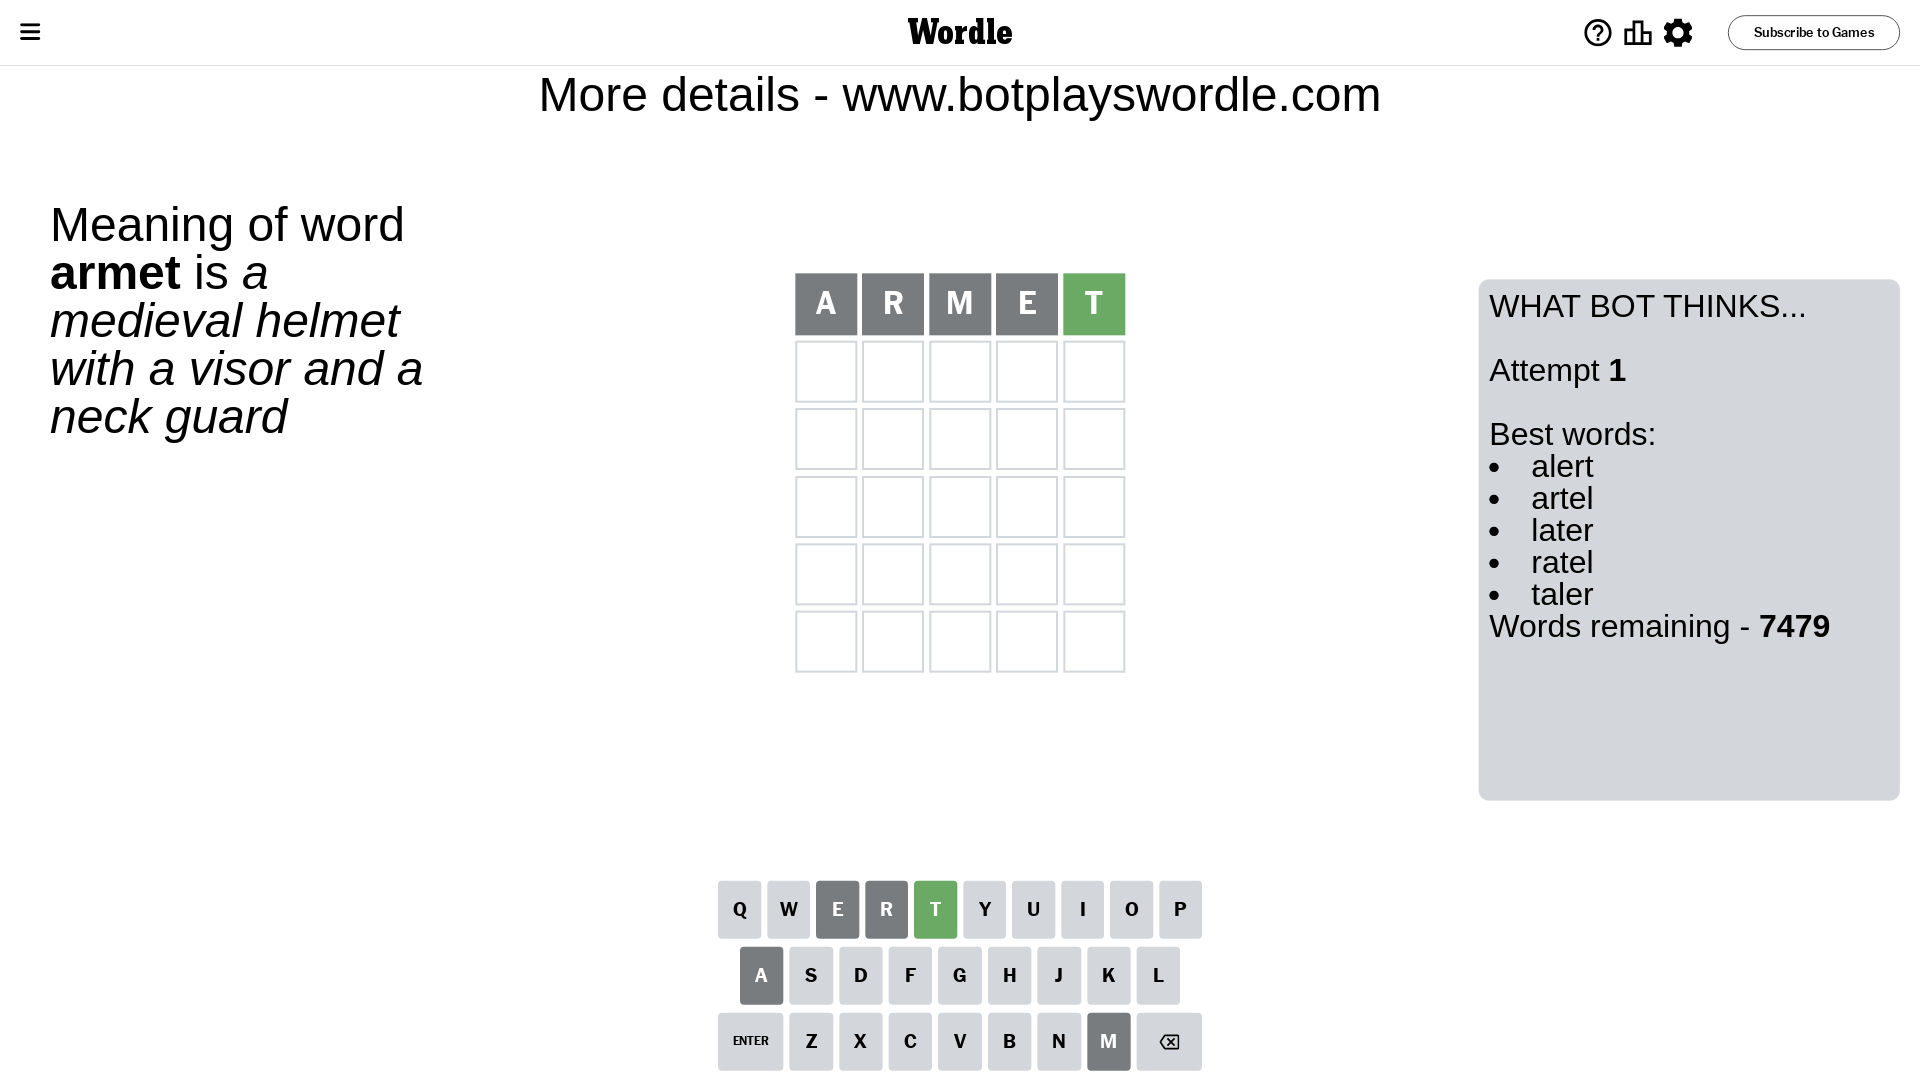 Wordle
Subscribe to Games
More details - www.botplayswordle.com
Meaning of word
armet is a
medieval helmet
with a visor and a
neck guard
A R M E T
WHAT BOT THINKS...
Attempt 1
Best words:
• alert
• artel
• later
• ratel
• taler
Words remaining - 7479
Q W E R T Y U I O P
A S D F G H J K L
ENTER Z X C V B N M